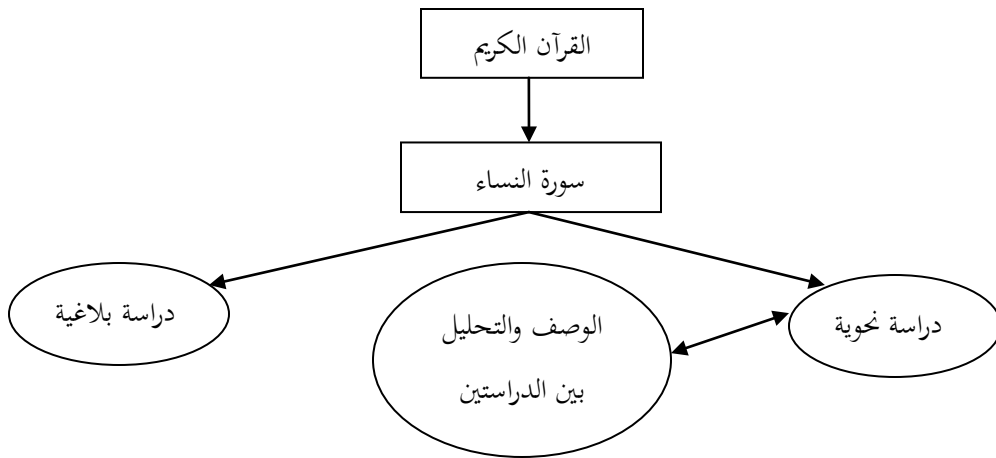 القرآن الكريم
سورة النساء
دراسة نحوية
الوصف والتحليل
بين الدراستين
دراسة بلاغية